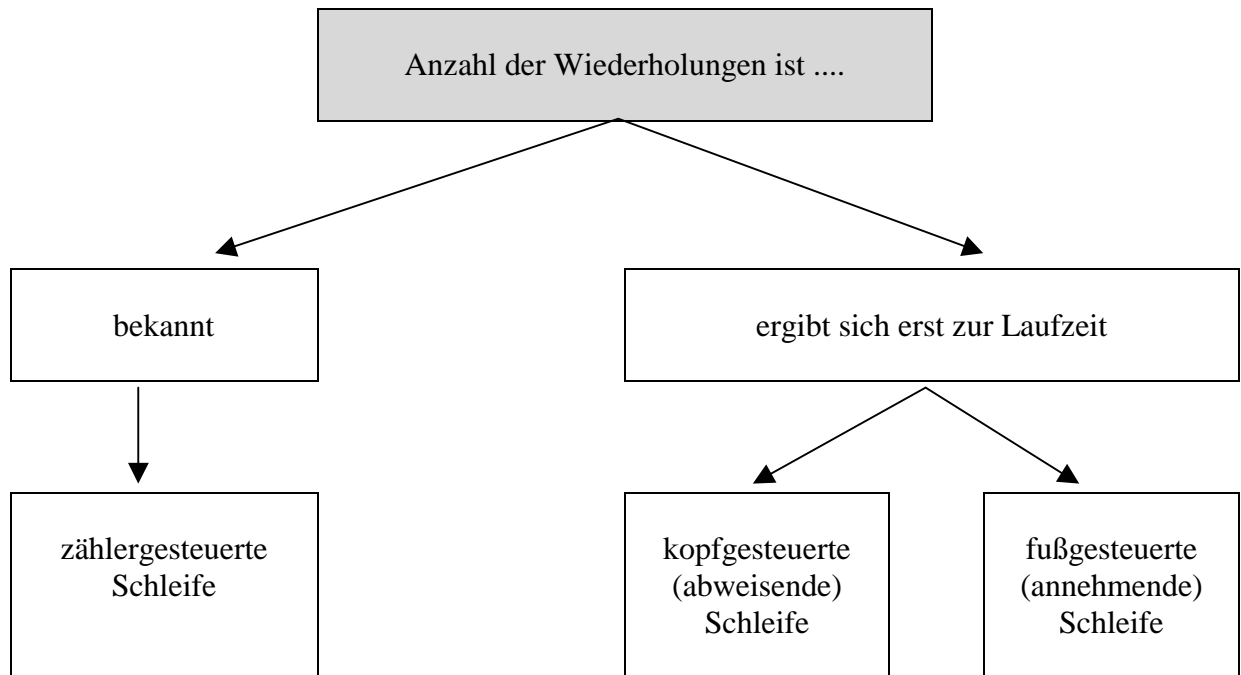 Anzahl der Wiederholungen ist ....
bekannt
ergibt sich erst zur Laufzeit
zählergesteuerte
Schleife
kopfgesteuerte
(abweisende)
Schleife
fußgesteuerte
(annehmende)
Schleife